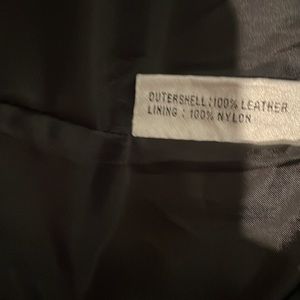 OUTERSHELL:100% LEATHER
LINING : 100% NYLON